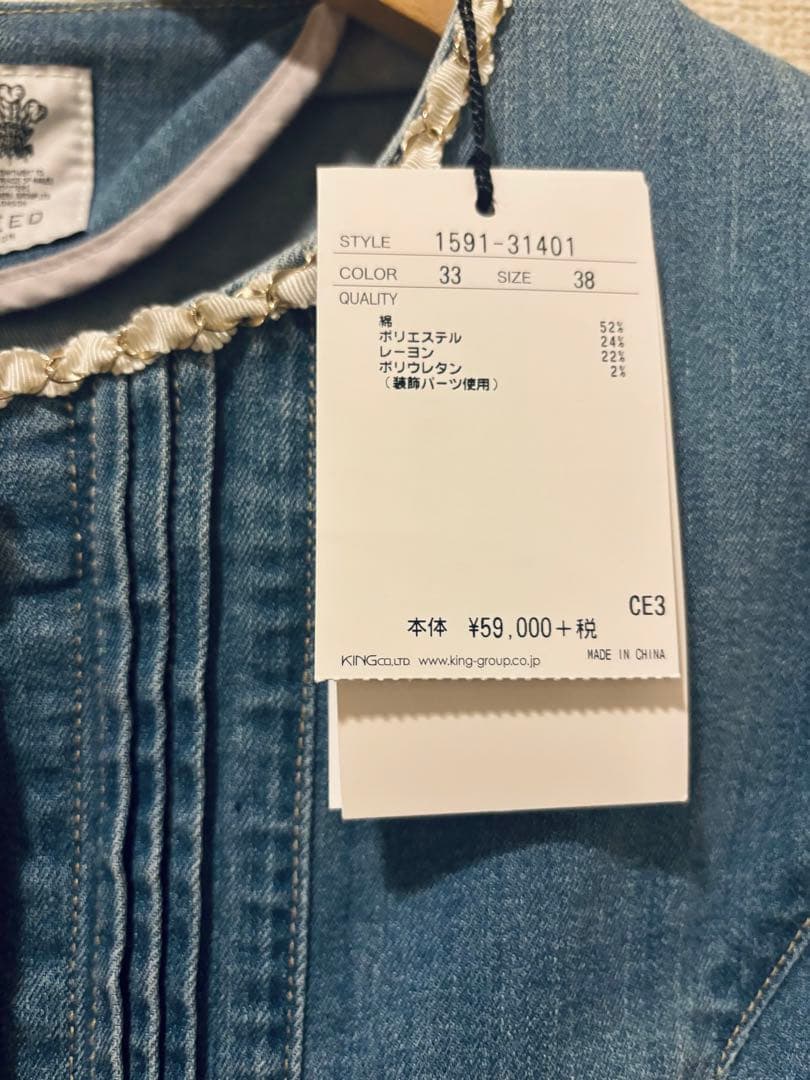 STYLE 1591-31401
COLOR 33 SIZE 38
QUALITY
綿 52%
ポリエステル 24%
レーヨン 22%
ポリウレタン 2%
(装飾パーツ使用)
CE3
本体 ¥59,000+税
KING CO., LTD www.king-group.co.jp MADE IN CHINA